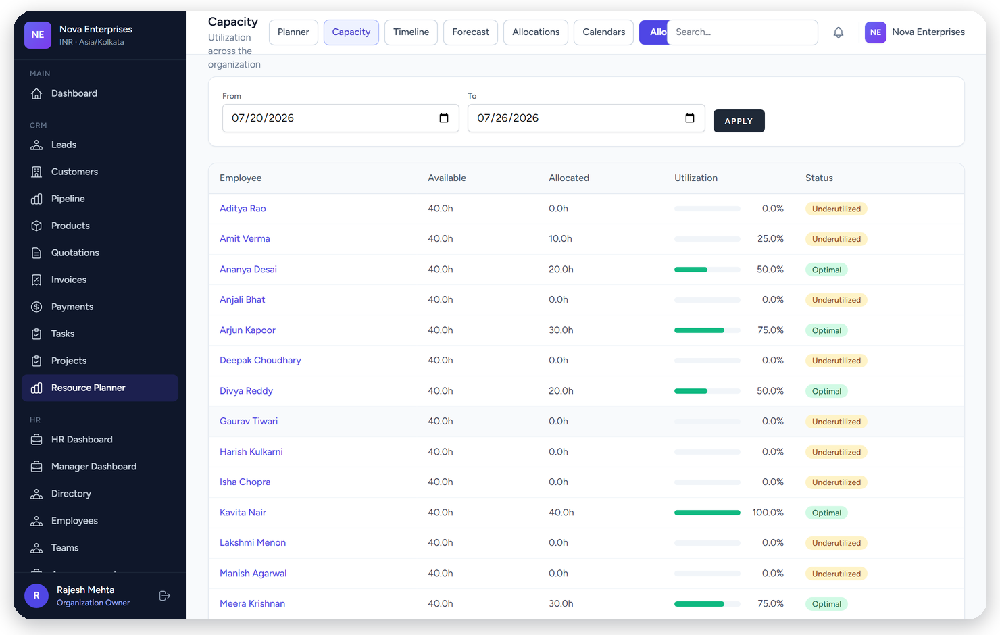 NE
Nova Enterprises
INR · Asia/Kolkata
MAIN
Dashboard
CRM
Leads
Customers
Pipeline
Products
Quotations
Invoices
Payments
Tasks
Projects
Resource Planner
HR
HR Dashboard
Manager Dashboard
Directory
Employees
Teams
R
Rajesh Mehta
Organization Owner
Capacity
Utilization
across the
organization
Planner
Capacity
Timeline
Forecast
Allocations
Calendars
Allo
Search...
NE
Nova Enterprises
From
07/20/2026
To
07/26/2026
APPLY
Employee Available Allocated Utilization Status
Aditya Rao 40.0h 0.0h 0.0% Underutilized
Amit Verma 40.0h 10.0h 25.0% Underutilized
Ananya Desai 40.0h 20.0h 50.0% Optimal
Anjali Bhat 40.0h 0.0h 0.0% Underutilized
Arjun Kapoor 40.0h 30.0h 75.0% Optimal
Deepak Choudhary 40.0h 0.0h 0.0% Underutilized
Divya Reddy 40.0h 20.0h 50.0% Optimal
Gaurav Tiwari 40.0h 0.0h 0.0% Underutilized
Harish Kulkarni 40.0h 0.0h 0.0% Underutilized
Isha Chopra 40.0h 0.0h 0.0% Underutilized
Kavita Nair 40.0h 40.0h 100.0% Optimal
Lakshmi Menon 40.0h 0.0h 0.0% Underutilized
Manish Agarwal 40.0h 0.0h 0.0% Underutilized
Meera Krishnan 40.0h 30.0h 75.0% Optimal